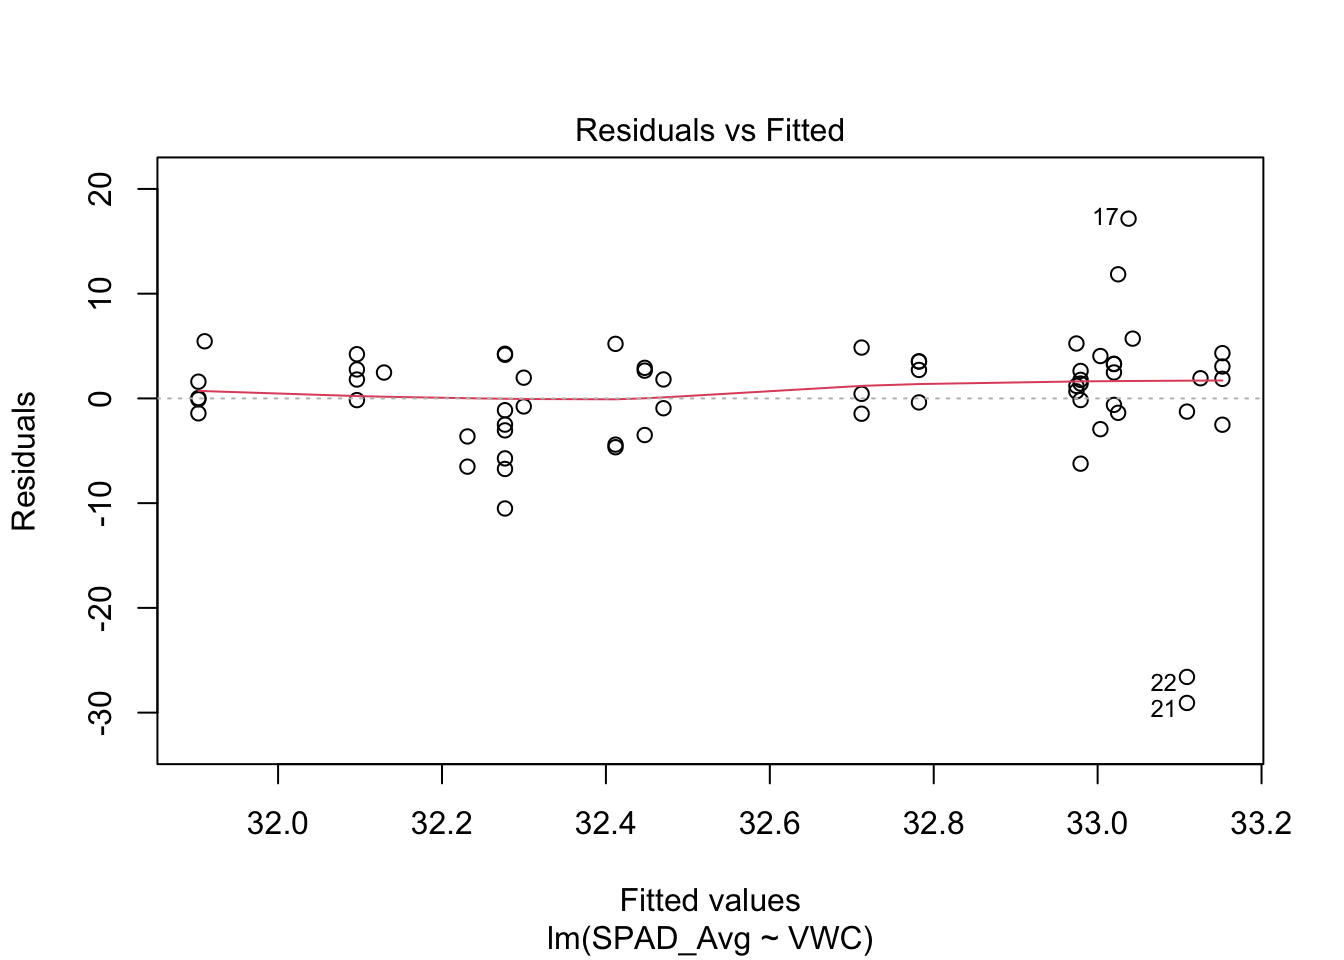 Residuals vs Fitted
Residuals
20
10
0
-10
-20
-30
17
22
21
32.0 32.2 32.4 32.6 32.8 33.0 33.2
Fitted values
lm(SPAD_Avg ~ VWC)